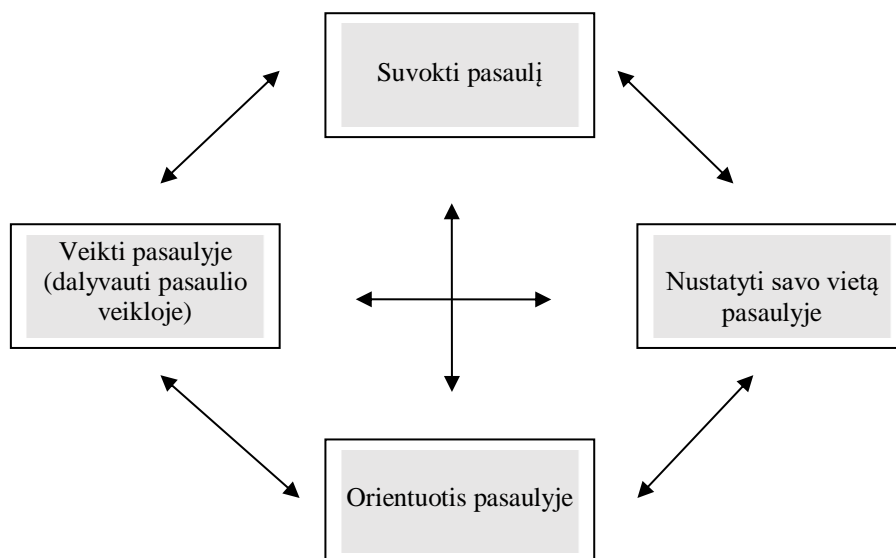 Suvokti pasaulį
Veikti pasaulyje
(dalyvauti pasaulio
veikloje)
Nustatyti savo vietą
pasaulyje
Orientuotis pasaulyje